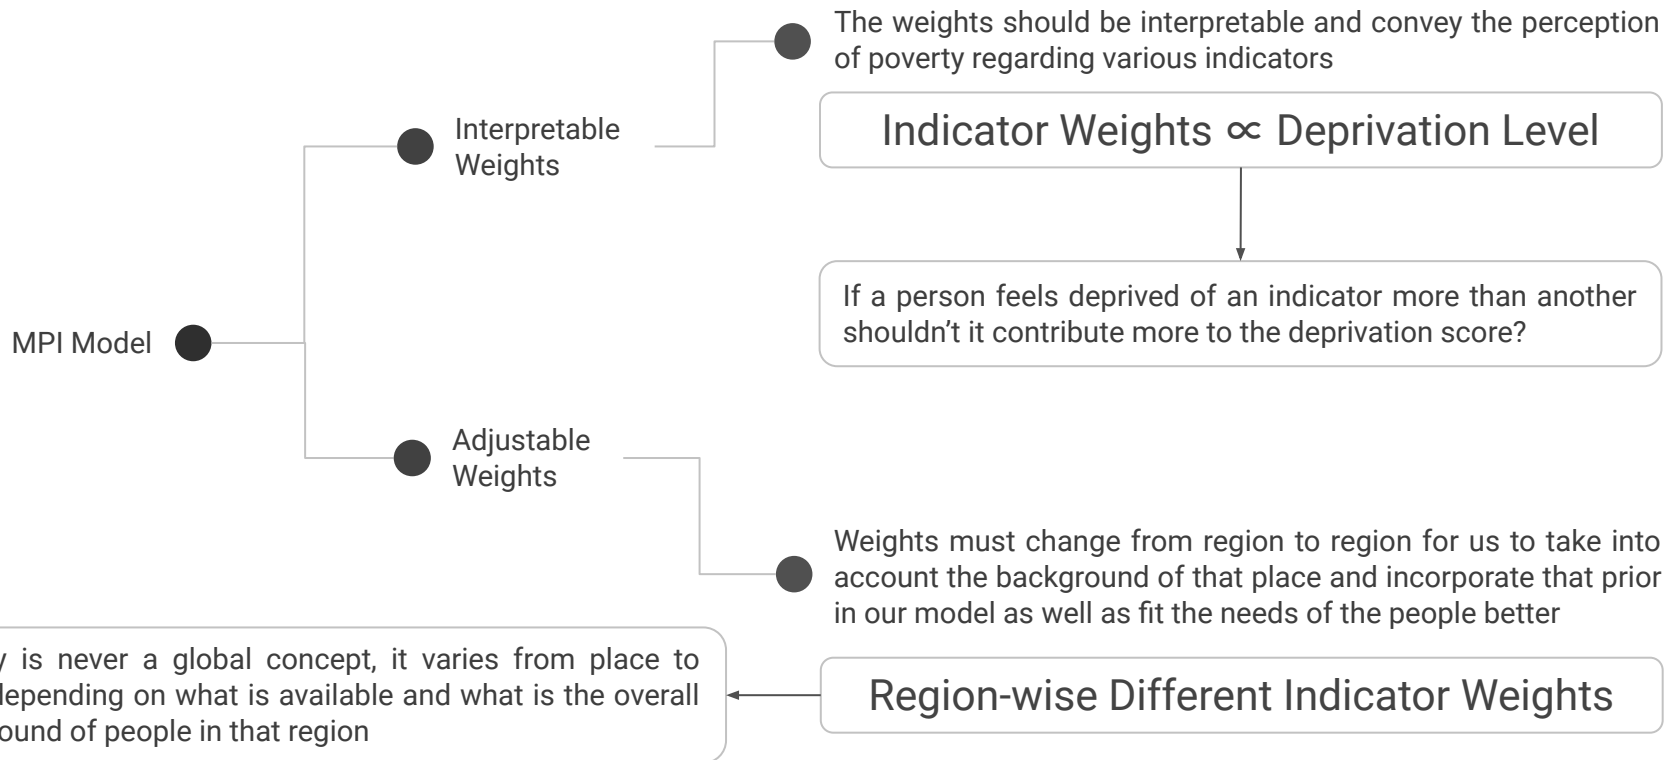 The weights should be interpretable and convey the perception
of poverty regarding various indicators
Interpretable
Weights
Indicator Weights ∝ Deprivation Level
If a person feels deprived of an indicator more than another
shouldn't it contribute more to the deprivation score?
MPI Model
Adjustable
Weights
Weights must change from region to region for us to take into
account the background of that place and incorporate that prior
in our model as well as fit the needs of the people better
y is never a global concept, it varies from place to
depending on what is available and what is the overall
ound of people in that region
Region-wise Different Indicator Weights